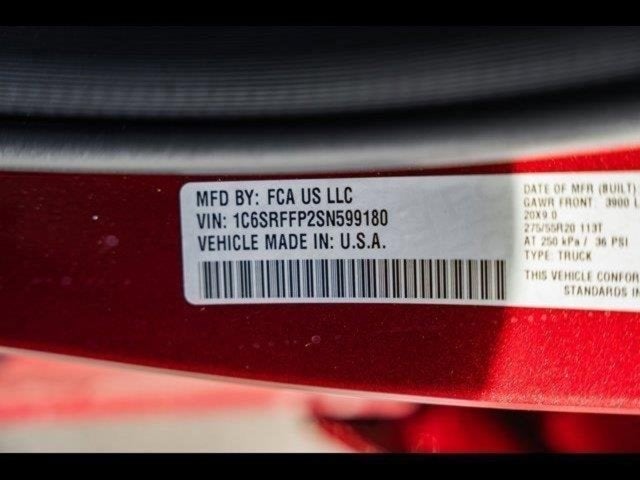 MFD BY: FCA US LLC
VIN: 1C6SRFFP2SN599180
VEHICLE MADE IN: U.S.A.
DATE OF MFR (BUILT)
GAWR FRONT: 3900 L
20X9.0
275/55R20 113T
AT 250 kPa / 36 PSI
TYPE: TRUCK
THIS VEHICLE CONFOR
STANDARDS IN